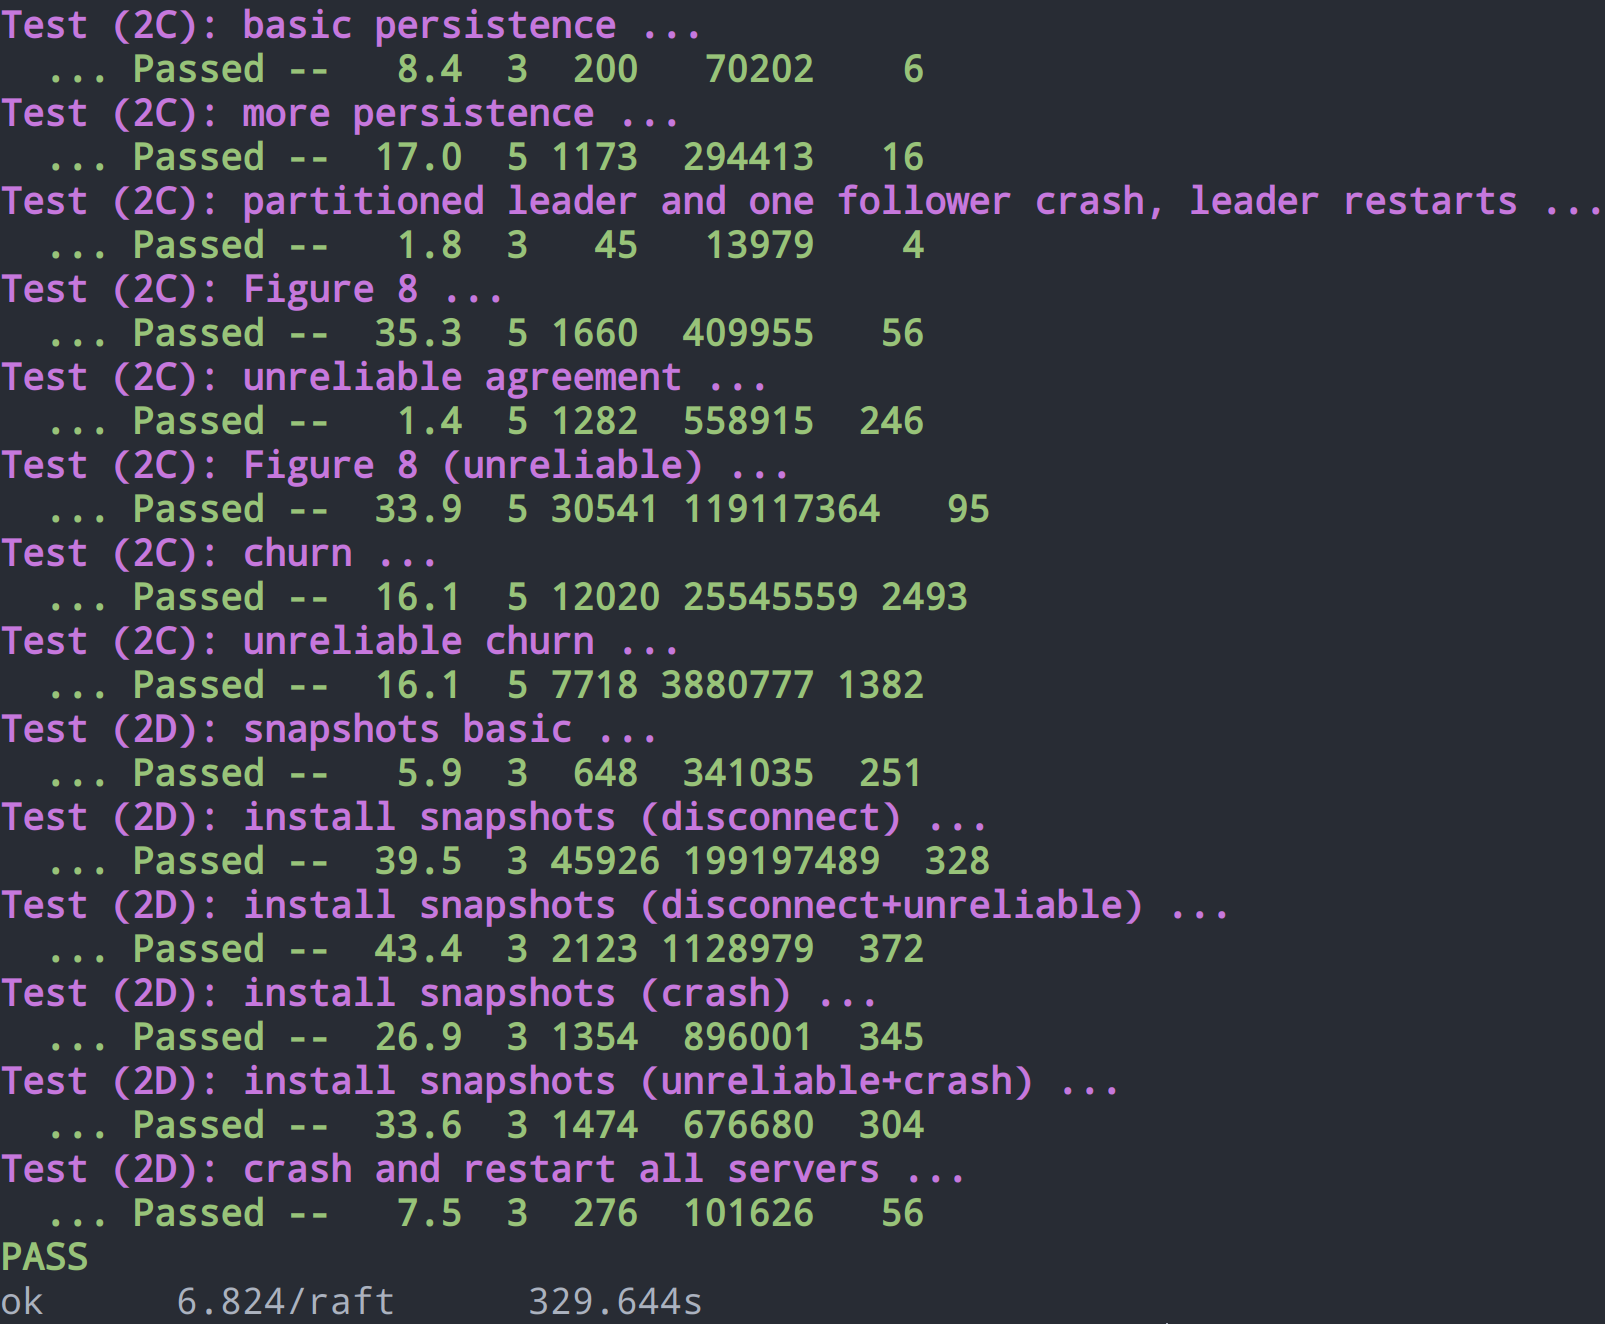 Test (2C): basic persistence ...
  ... Passed --   8.4  3  200   70202    6
Test (2C): more persistence ...
  ... Passed --  17.0  5 1173  294413   16
Test (2C): partitioned leader and one follower crash, leader restarts ...
  ... Passed --   1.8  3   45   13979    4
Test (2C): Figure 8 ...
  ... Passed --  35.3  5 1660  409955   56
Test (2C): unreliable agreement ...
  ... Passed --   1.4  5 1282  558915  246
Test (2C): Figure 8 (unreliable) ...
  ... Passed --  33.9  5 30541 119117364   95
Test (2C): churn ...
  ... Passed --  16.1  5 12020 25545559 2493
Test (2C): unreliable churn ...
  ... Passed --  16.1  5 7718 3880777 1382
Test (2D): snapshots basic ...
  ... Passed --   5.9  3  648  341035  251
Test (2D): install snapshots (disconnect) ...
  ... Passed --  39.5  3 45926 199197489  328
Test (2D): install snapshots (disconnect+unreliable) ...
  ... Passed --  43.4  3 2123 1128979  372
Test (2D): install snapshots (crash) ...
  ... Passed --  26.9  3 1354  896001  345
Test (2D): install snapshots (unreliable+crash) ...
  ... Passed --  33.6  3 1474  676680  304
Test (2D): crash and restart all servers ...
  ... Passed --   7.5  3  276  101626   56
PASS
ok      6.824/raft      329.644s